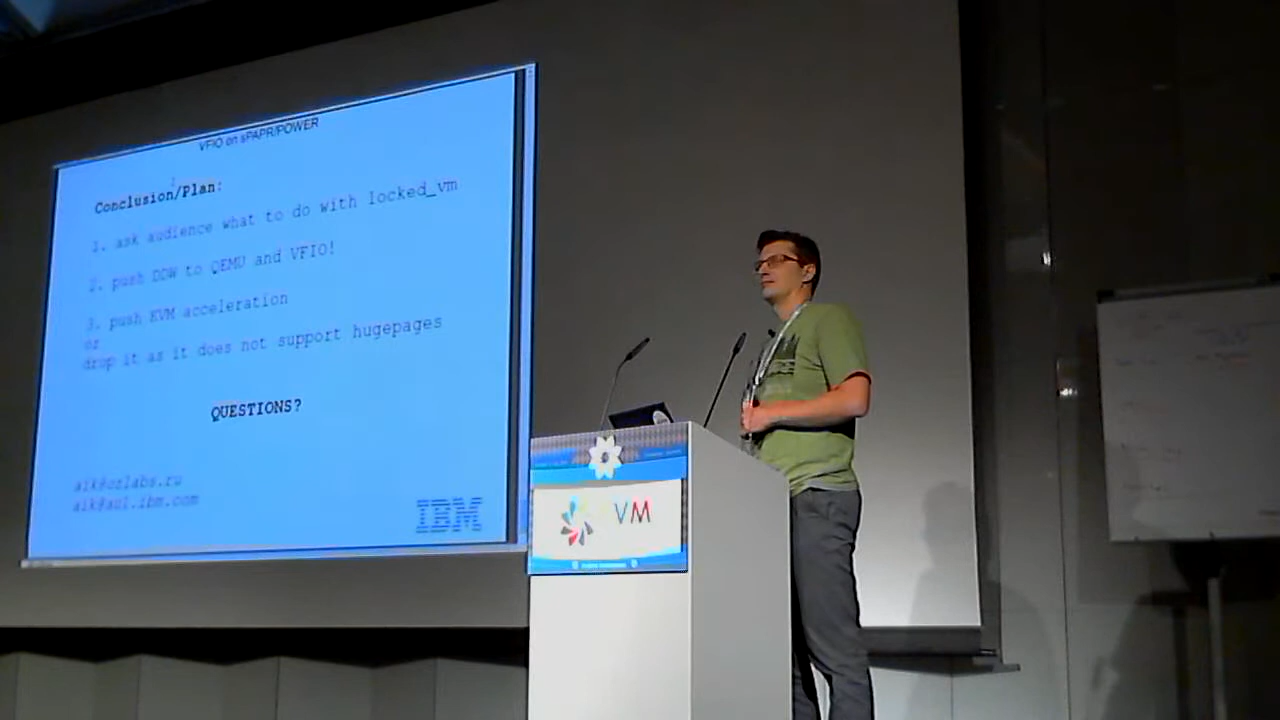 VFIO on sPAPR/POWER
Conclusion/Plan:
1. ask audience what to do with locked_vm
2. push DDW to QEMU and VFIO!
3. push KVM acceleration
or
drop it as it does not support hugepages
QUESTIONS?
aik@ozlabs.ru
aik@au1.ibm.com
IBM
VM